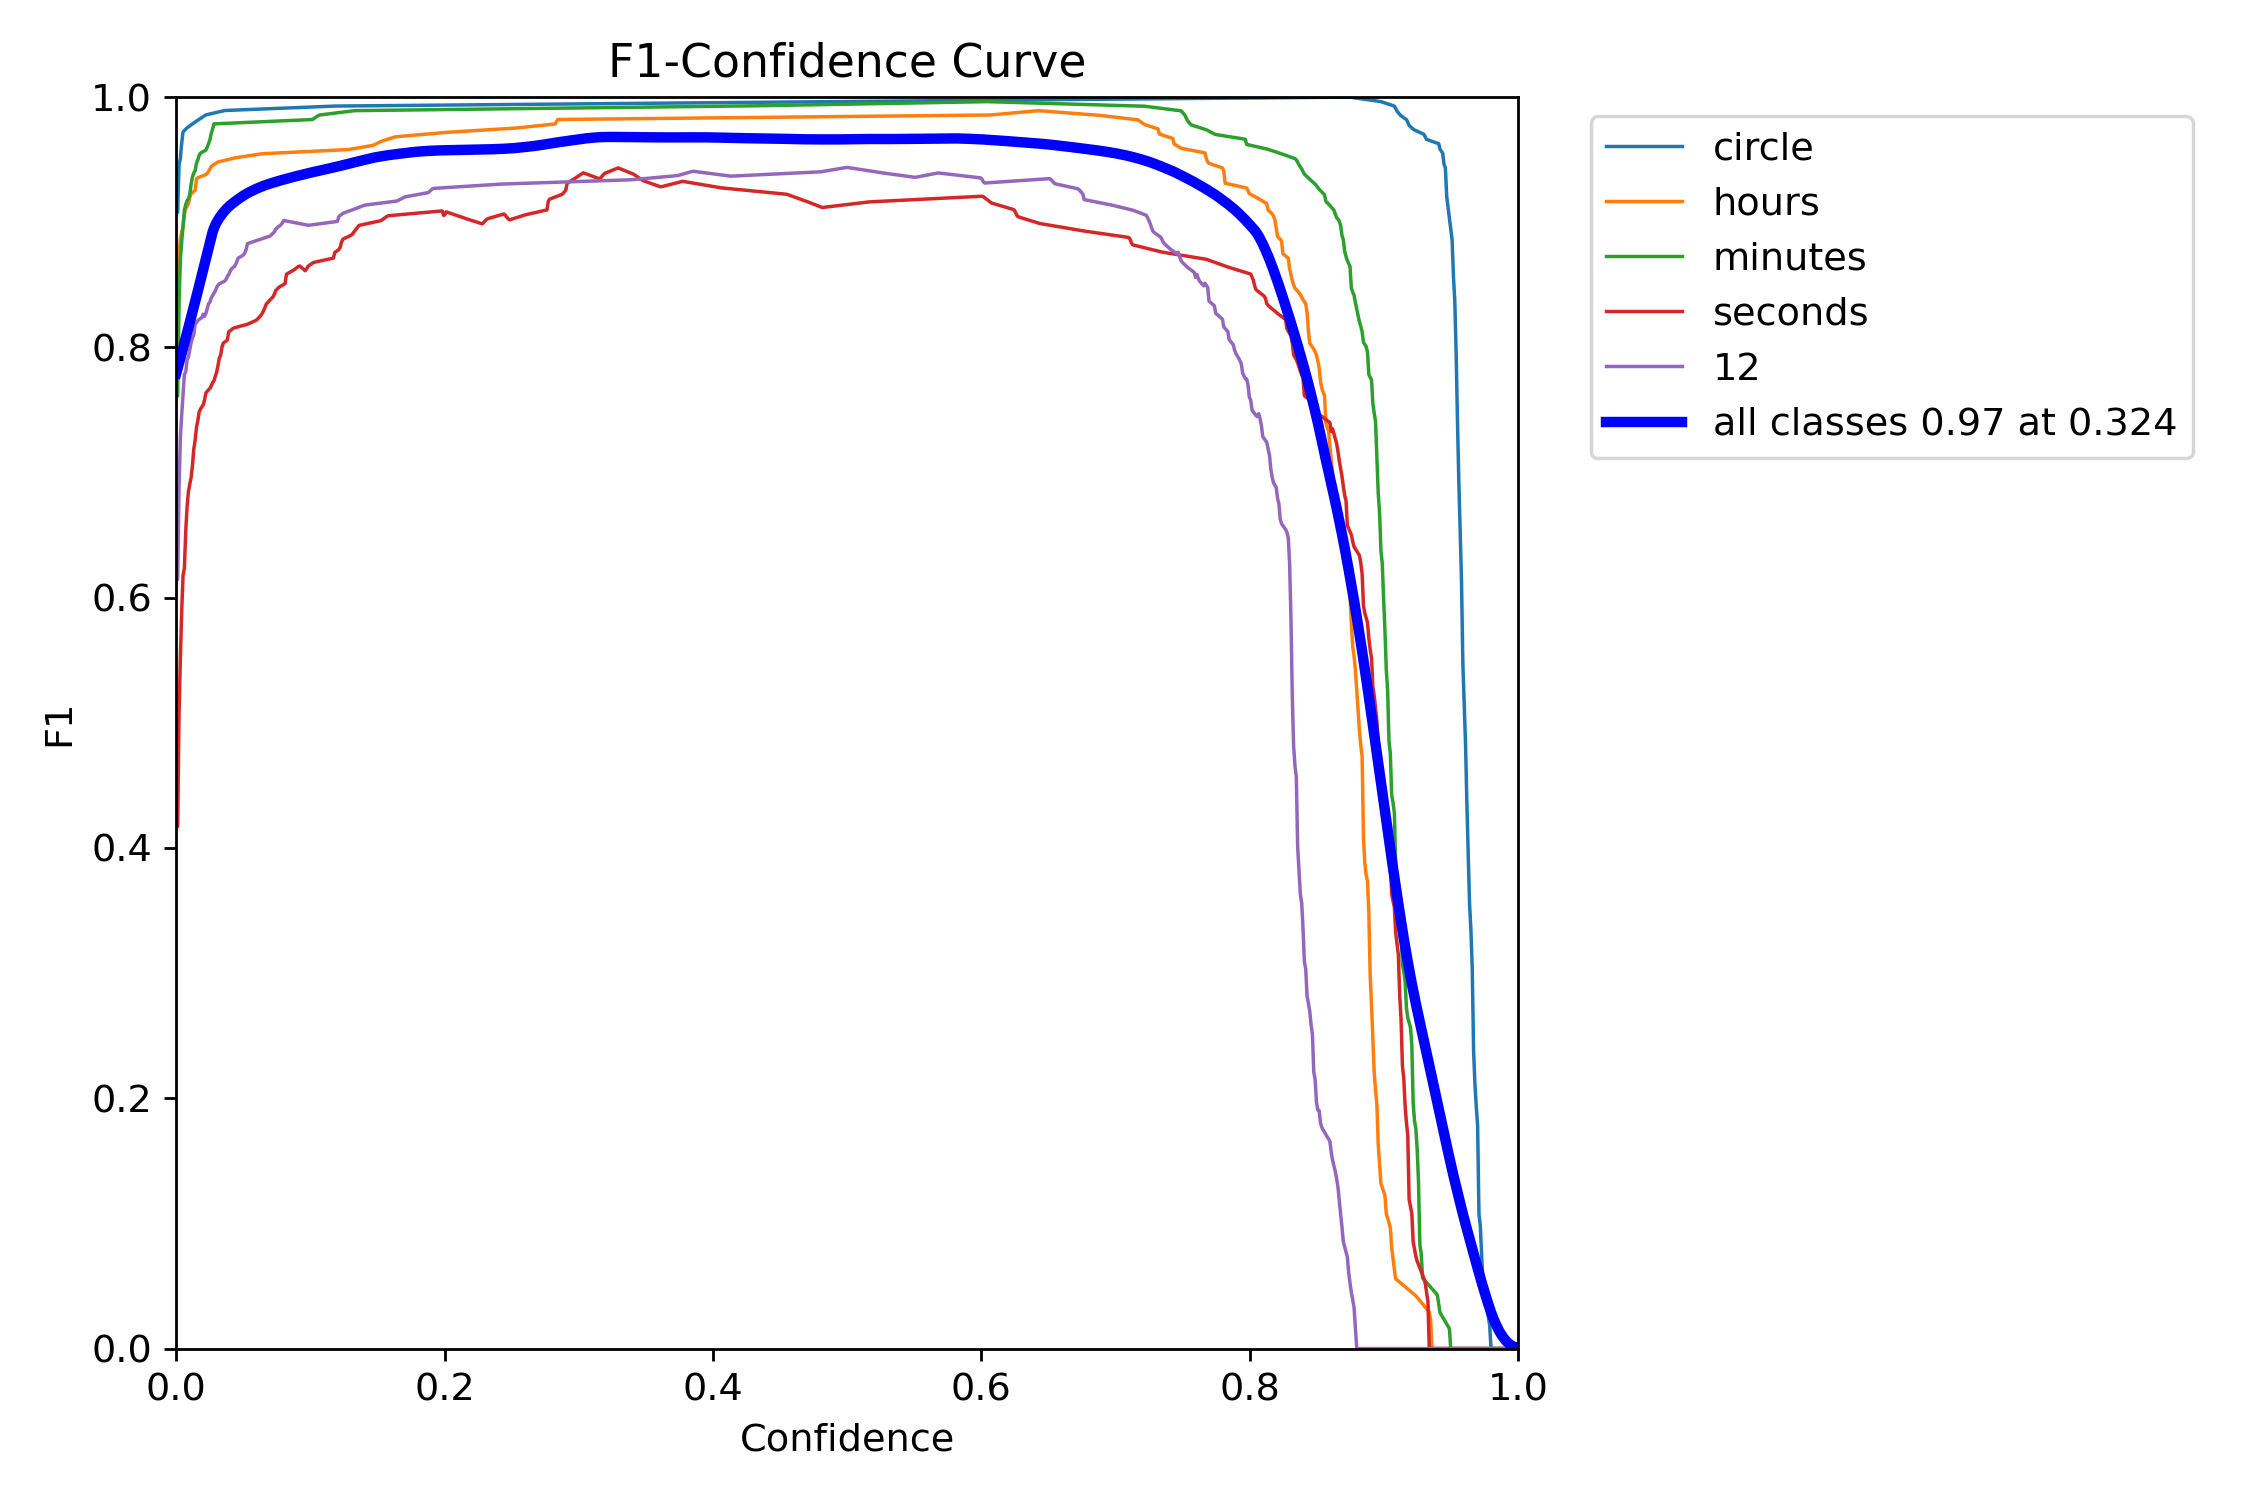 F1-Confidence Curve
1.0
0.8
0.6
0.4
0.2
0.0
F1
0.0 0.2 0.4 0.6 0.8 1.0
Confidence
circle
hours
minutes
seconds
12
all classes 0.97 at 0.324